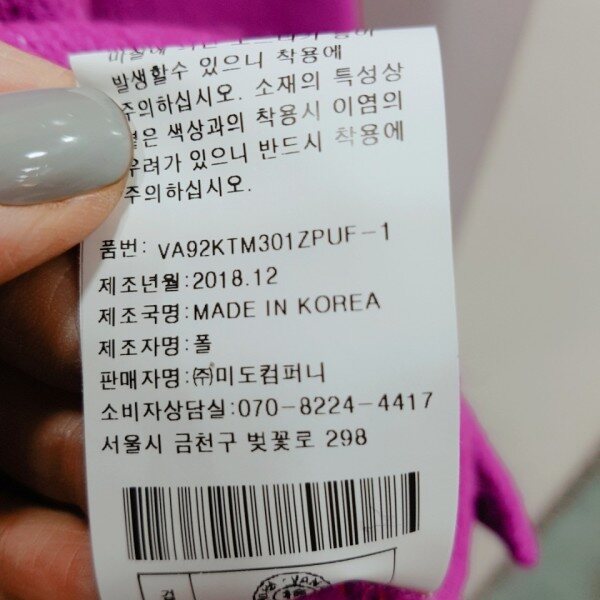 발생할수 있으니 착용에
주의하십시오. 소재의 특성상
색상과의 착용시 이염의
우려가 있으니 반드시 착용에
주의하십시오.
품번: VA92KTM301ZPUF-1
제조년월:2018.12
제조국명:MADE IN KOREA
제조자명:폴
판매자명:㈜미도컴퍼니
소비자상담실:070-8224-4417
서울시 금천구 벚꽃로 298